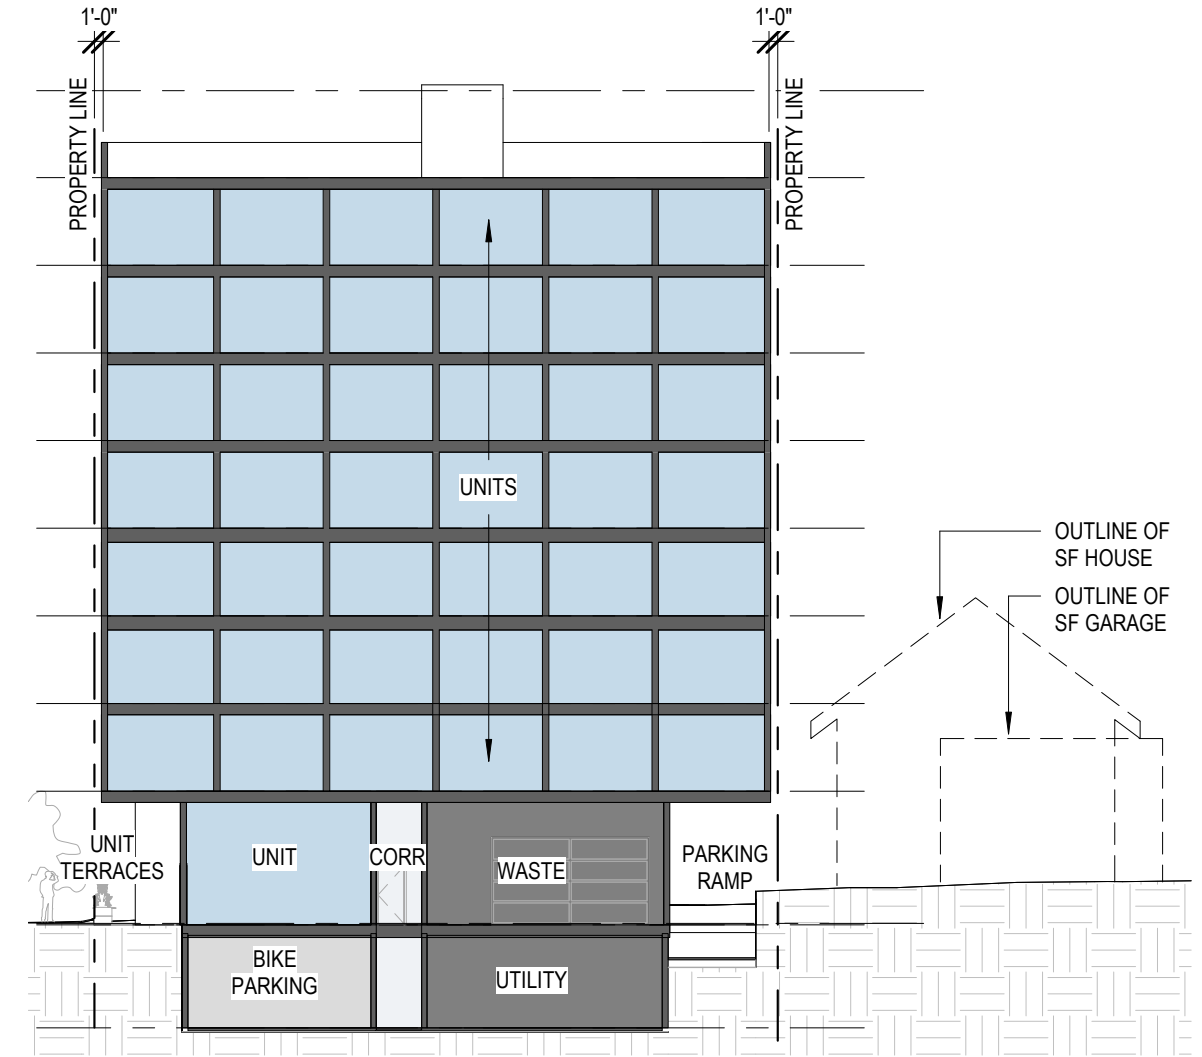 1'-0"
1'-0"
PROPERTY LINE
PROPERTY LINE
UNITS
OUTLINE OF
SF HOUSE
OUTLINE OF
SF GARAGE
UNIT
TERRACES
UNIT
CORR
WASTE
PARKING
RAMP
BIKE
PARKING
UTILITY